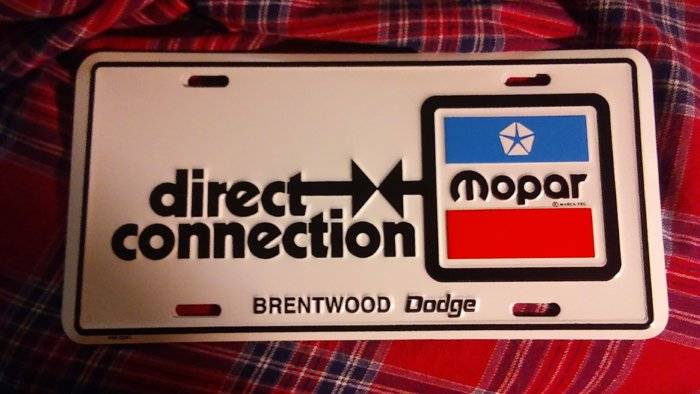 direct
connection
mopar
BRENTWOOD Dodge